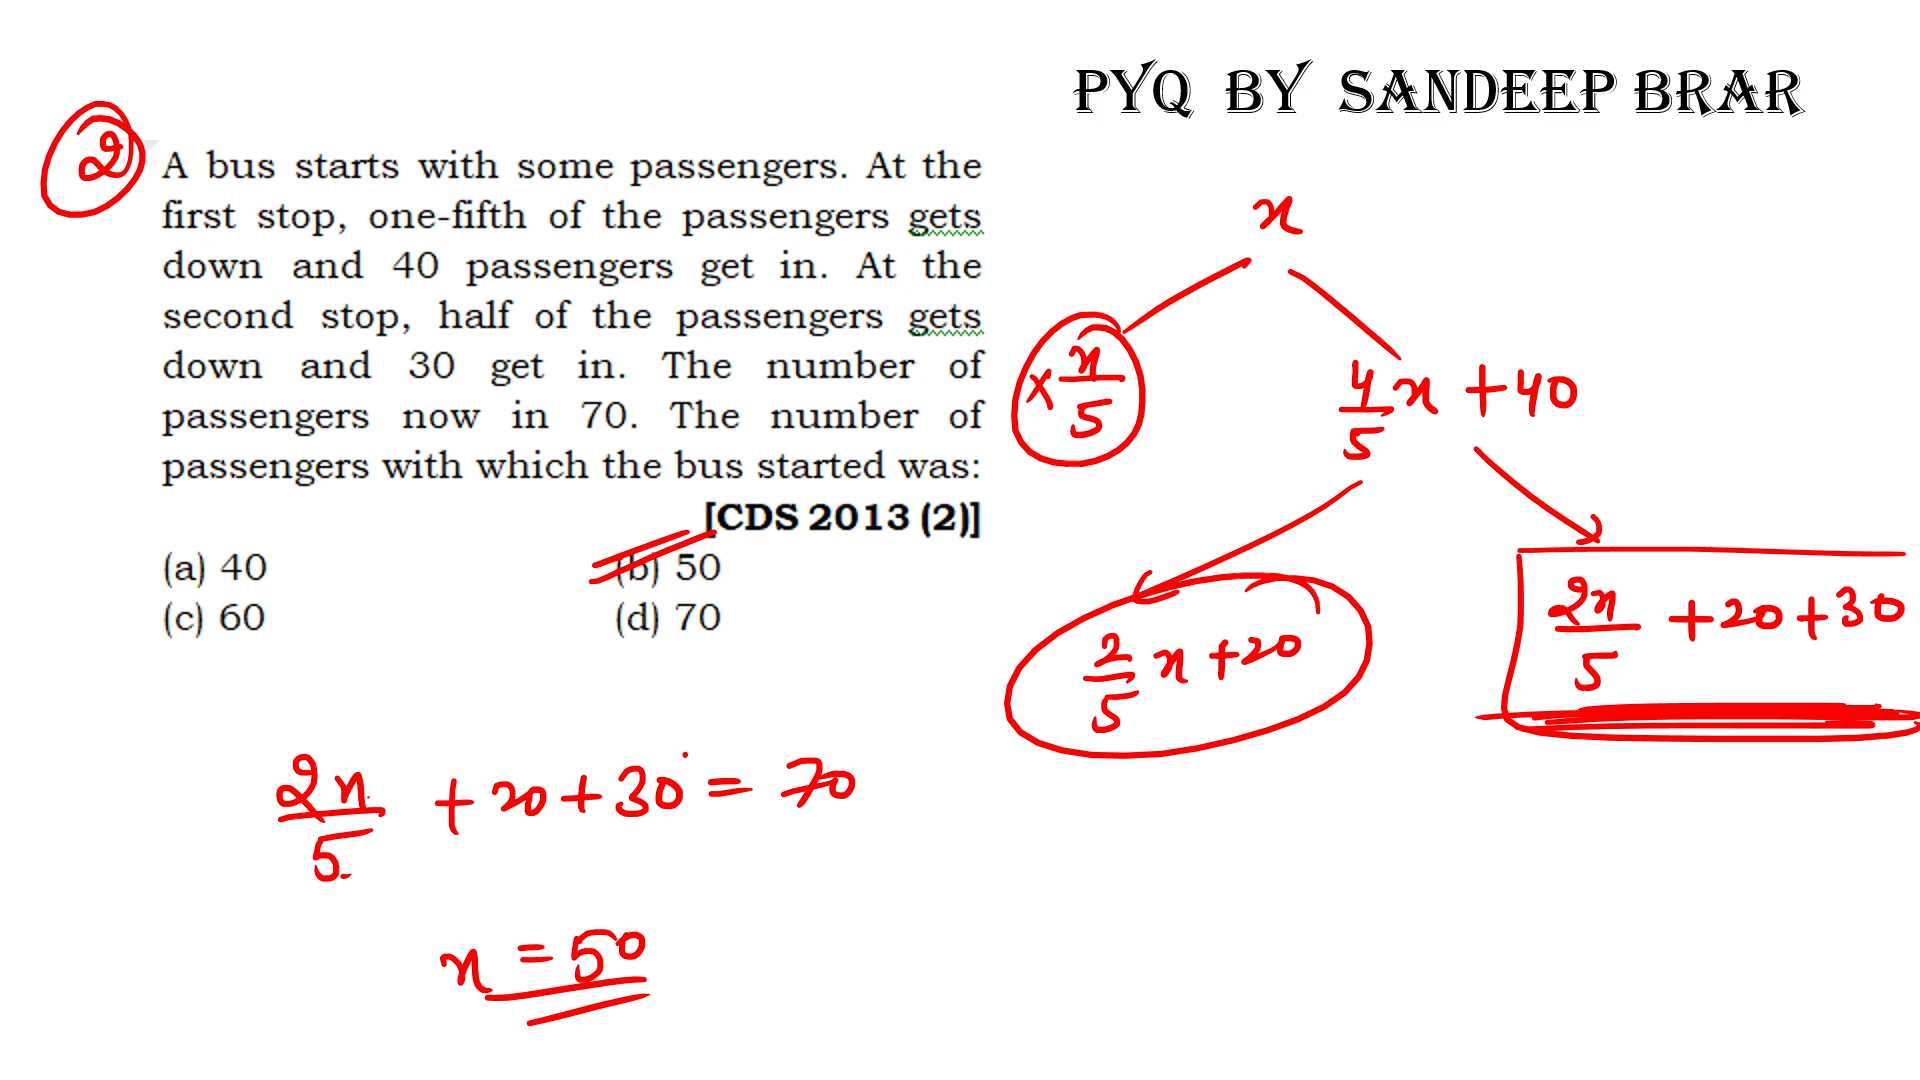 PYQ BY SANDEEP BRAR
2
A bus starts with some passengers. At the
first stop, one-fifth of the passengers gets
down and 40 passengers get in. At the
second stop, half of the passengers gets
down and 30 get in. The number of
passengers now in 70. The number of
passengers with which the bus started was:
[CDS 2013 (2)]
(a) 40 (b) 50
(c) 60 (d) 70
x
× x/5
4/5 x + 40
2/5 x + 20
2x/5 + 20 + 30
2x/5 + 20 + 30 = 70
x = 50